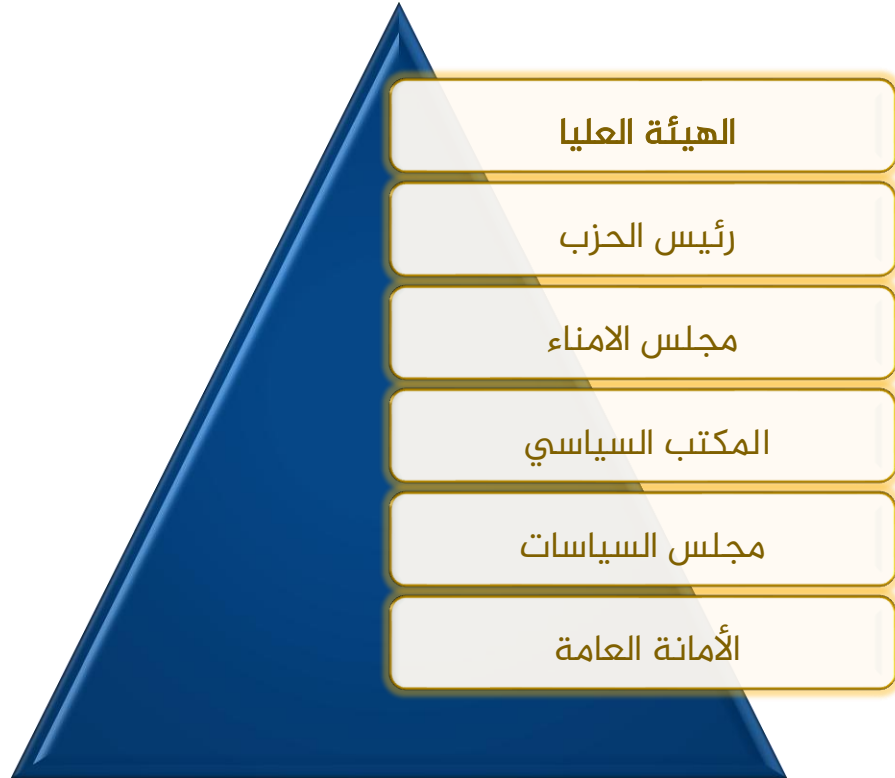 الهيئة العليا
رئيس الحزب
مجلس الامناء
المكتب السياسي
مجلس السياسات
الأمانة العامة